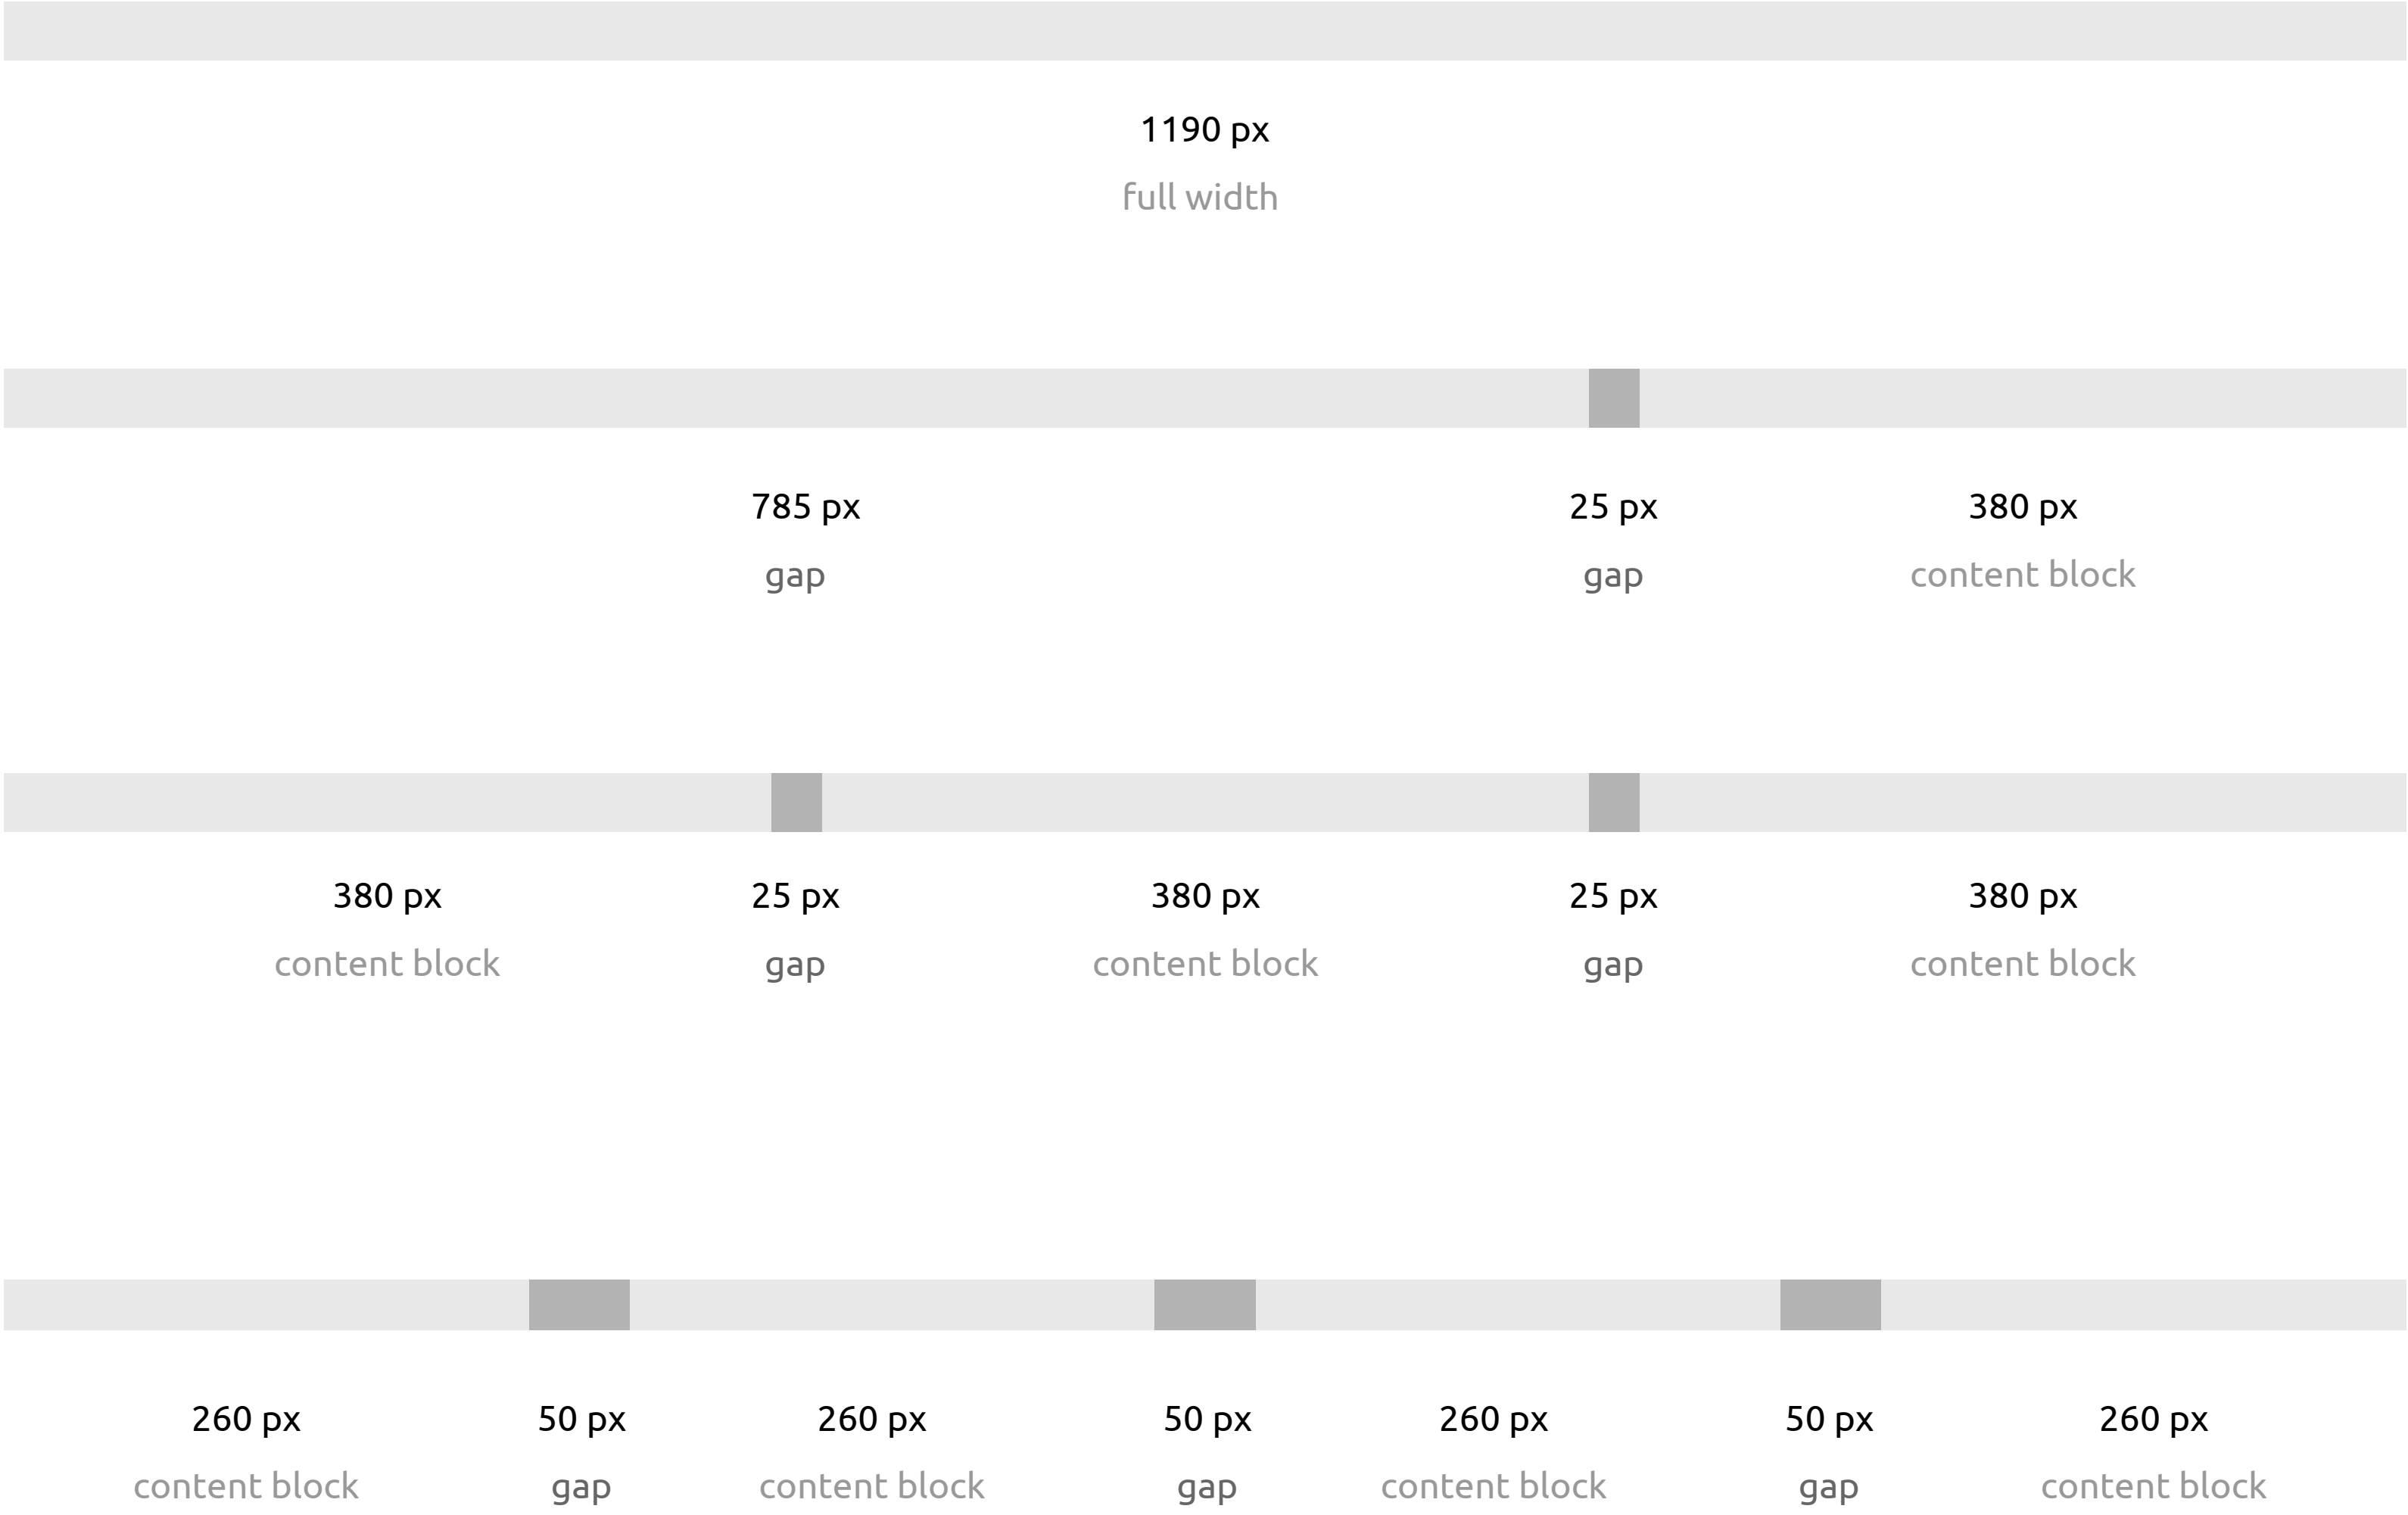 1190 px
full width
785 px 25 px 380 px
gap gap content block
380 px 25 px 380 px 25 px 380 px
content block gap content block gap content block
260 px 50 px 260 px 50 px 260 px 50 px 260 px
content block gap content block gap content block gap content block